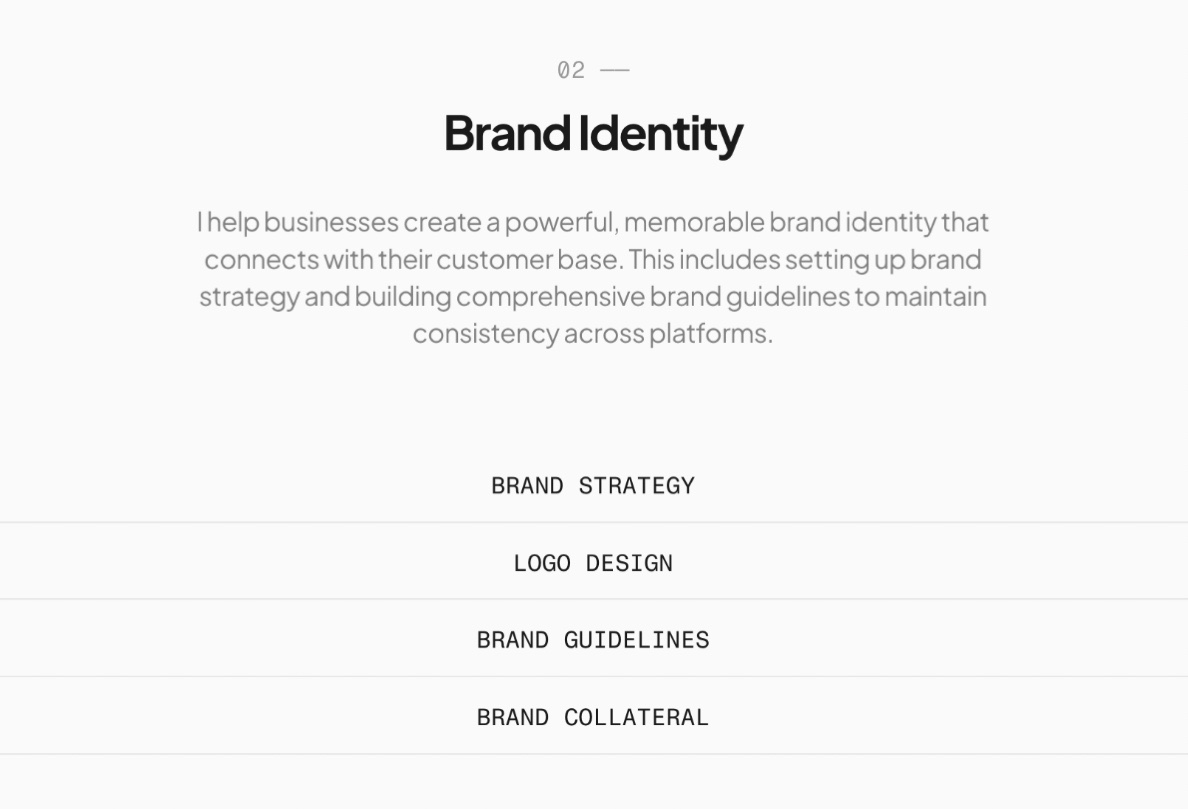 02 —
Brand Identity
I help businesses create a powerful, memorable brand identity that
connects with their customer base. This includes setting up brand
strategy and building comprehensive brand guidelines to maintain
consistency across platforms.
BRAND STRATEGY
LOGO DESIGN
BRAND GUIDELINES
BRAND COLLATERAL